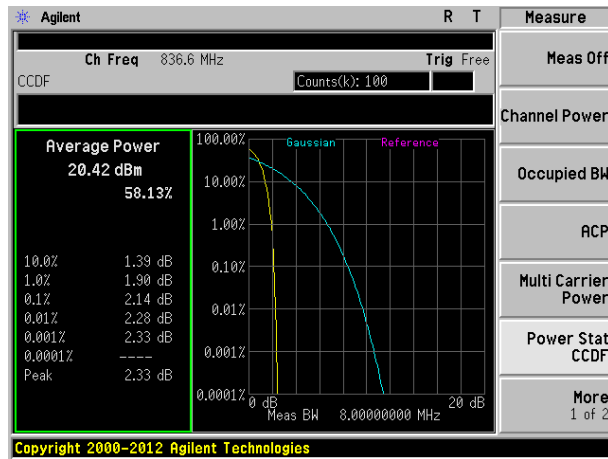 Agilent R T Measure
Ch Freq 836.6 MHz Trig Free
Meas Off
CCDF Counts(k): 100
Channel Power
Average Power
20.42 dBm
58.13%
10.0% 1.39 dB
1.0% 1.90 dB
0.1% 2.14 dB
0.01% 2.28 dB
0.001% 2.33 dB
0.0001% ----
Peak 2.33 dB
Gaussian Reference
100.00%
10.00%
1.00%
0.10%
0.01%
0.001%
0.0001%
0 dB 20 dB
Meas BW 8.00000000 MHz
Occupied BW
ACP
Multi Carrier
Power
Power Stat
CCDF
More
1 of 2
Copyright 2000-2012 Agilent Technologies